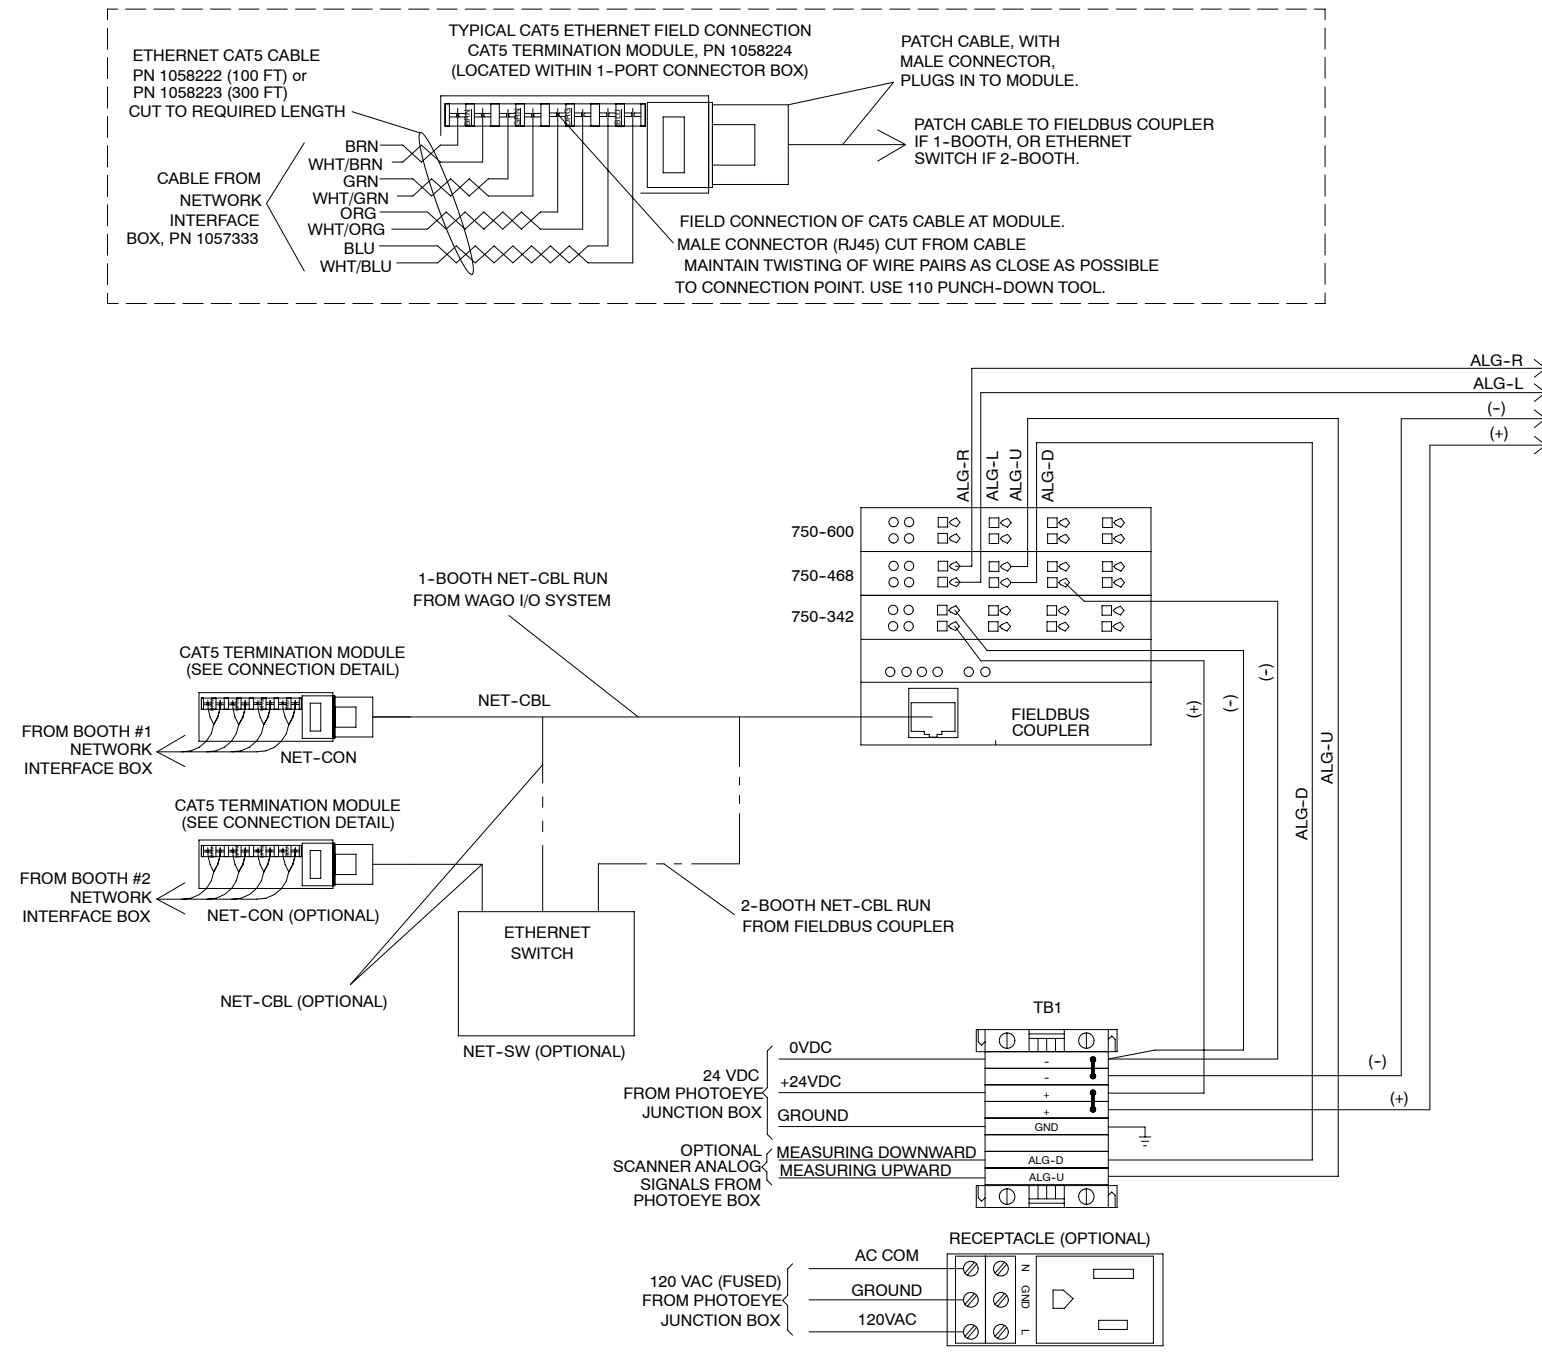 TYPICAL CAT5 ETHERNET FIELD CONNECTION
CAT5 TERMINATION MODULE, PN 1058224
(LOCATED WITHIN 1-PORT CONNECTOR BOX)
ETHERNET CAT5 CABLE
PN 1058222 (100 FT) or
PN 1058223 (300 FT)
CUT TO REQUIRED LENGTH
PATCH CABLE, WITH
MALE CONNECTOR,
PLUGS IN TO MODULE.
PATCH CABLE TO FIELDBUS COUPLER
IF 1-BOOTH, OR ETHERNET
SWITCH IF 2-BOOTH.
BRN
GRN
ORG
BLU
BRN
WHT/BRN
GRN
WHT/GRN
ORG
WHT/ORG
BLU
WHT/BLU
CABLE FROM
NETWORK
INTERFACE
BOX, PN 1057333
FIELD CONNECTION OF CAT5 CABLE AT MODULE.
MALE CONNECTOR (RJ45) CUT FROM CABLE
MAINTAIN TWISTING OF WIRE PAIRS AS CLOSE AS POSSIBLE
TO CONNECTION POINT. USE 110 PUNCH-DOWN TOOL.
ALG-R
ALG-L
(-)
(+)
ALG-R
ALG-L
ALG-U
ALG-D
750-600
750-468
750-342
FIELDBUS
COUPLER
1-BOOTH NET-CBL RUN
FROM WAGO I/O SYSTEM
CAT5 TERMINATION MODULE
(SEE CONNECTION DETAIL)
NET-CBL
FROM BOOTH #1
NETWORK
INTERFACE BOX
NET-CON
CAT5 TERMINATION MODULE
(SEE CONNECTION DETAIL)
FROM BOOTH #2
NETWORK
INTERFACE BOX
NET-CON (OPTIONAL)
NET-CBL (OPTIONAL)
ETHERNET
SWITCH
NET-SW (OPTIONAL)
2-BOOTH NET-CBL RUN
FROM FIELDBUS COUPLER
(+)
(-)
(-)
ALG-D
ALG-U
TB1
0VDC
+24VDC
GROUND
24 VDC
FROM PHOTOEYE
JUNCTION BOX
-
-
+
+
GND
ALG-D
ALG-U
(-)
(+)
OPTIONAL
SCANNER ANALOG
SIGNALS FROM
PHOTOEYE BOX
MEASURING DOWNWARD
MEASURING UPWARD
RECEPTACLE (OPTIONAL)
120 VAC (FUSED)
FROM PHOTOEYE
JUNCTION BOX
AC COM
GROUND
120VAC
N
GND
L